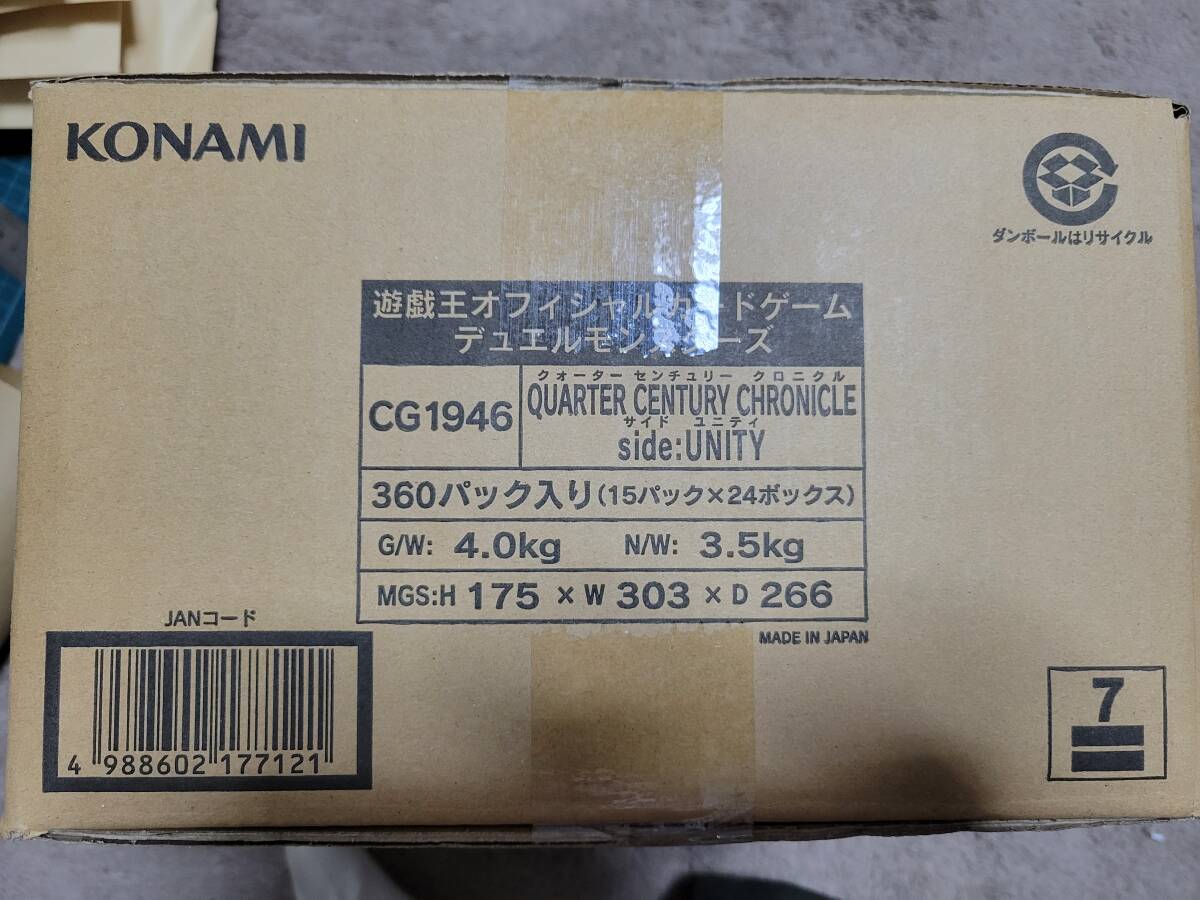 KONAMI
ダンボールはリサイクル
遊戯王オフィシャルカードゲーム
デュエルモンスターズ
CG1946
クォーター センチュリー クロニクル
QUARTER CENTURY CHRONICLE
サイド ユニティ
side:UNITY
360パック入り(15パック×24ボックス)
G/W: 4.0kg N/W: 3.5kg
MGS:H 175 × W 303 × D 266
MADE IN JAPAN
JANコード
4 988602 177121
7